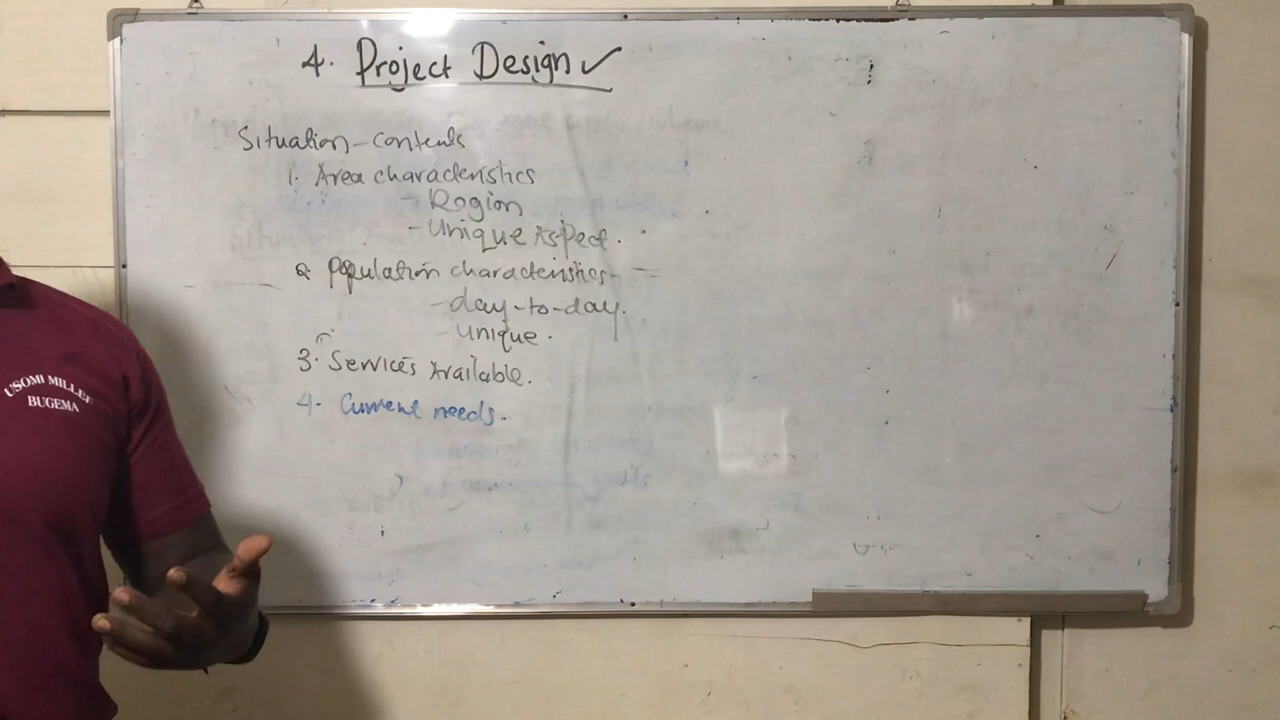 4. Project Design ✓
Situation - contents
1. Area characteristics
- Region
- Unique Aspect.
2. Population characteristics -
- day-to-day.
- unique.
3. Services Available.
4. Current needs.
USOMI MILLE
BUGEMA